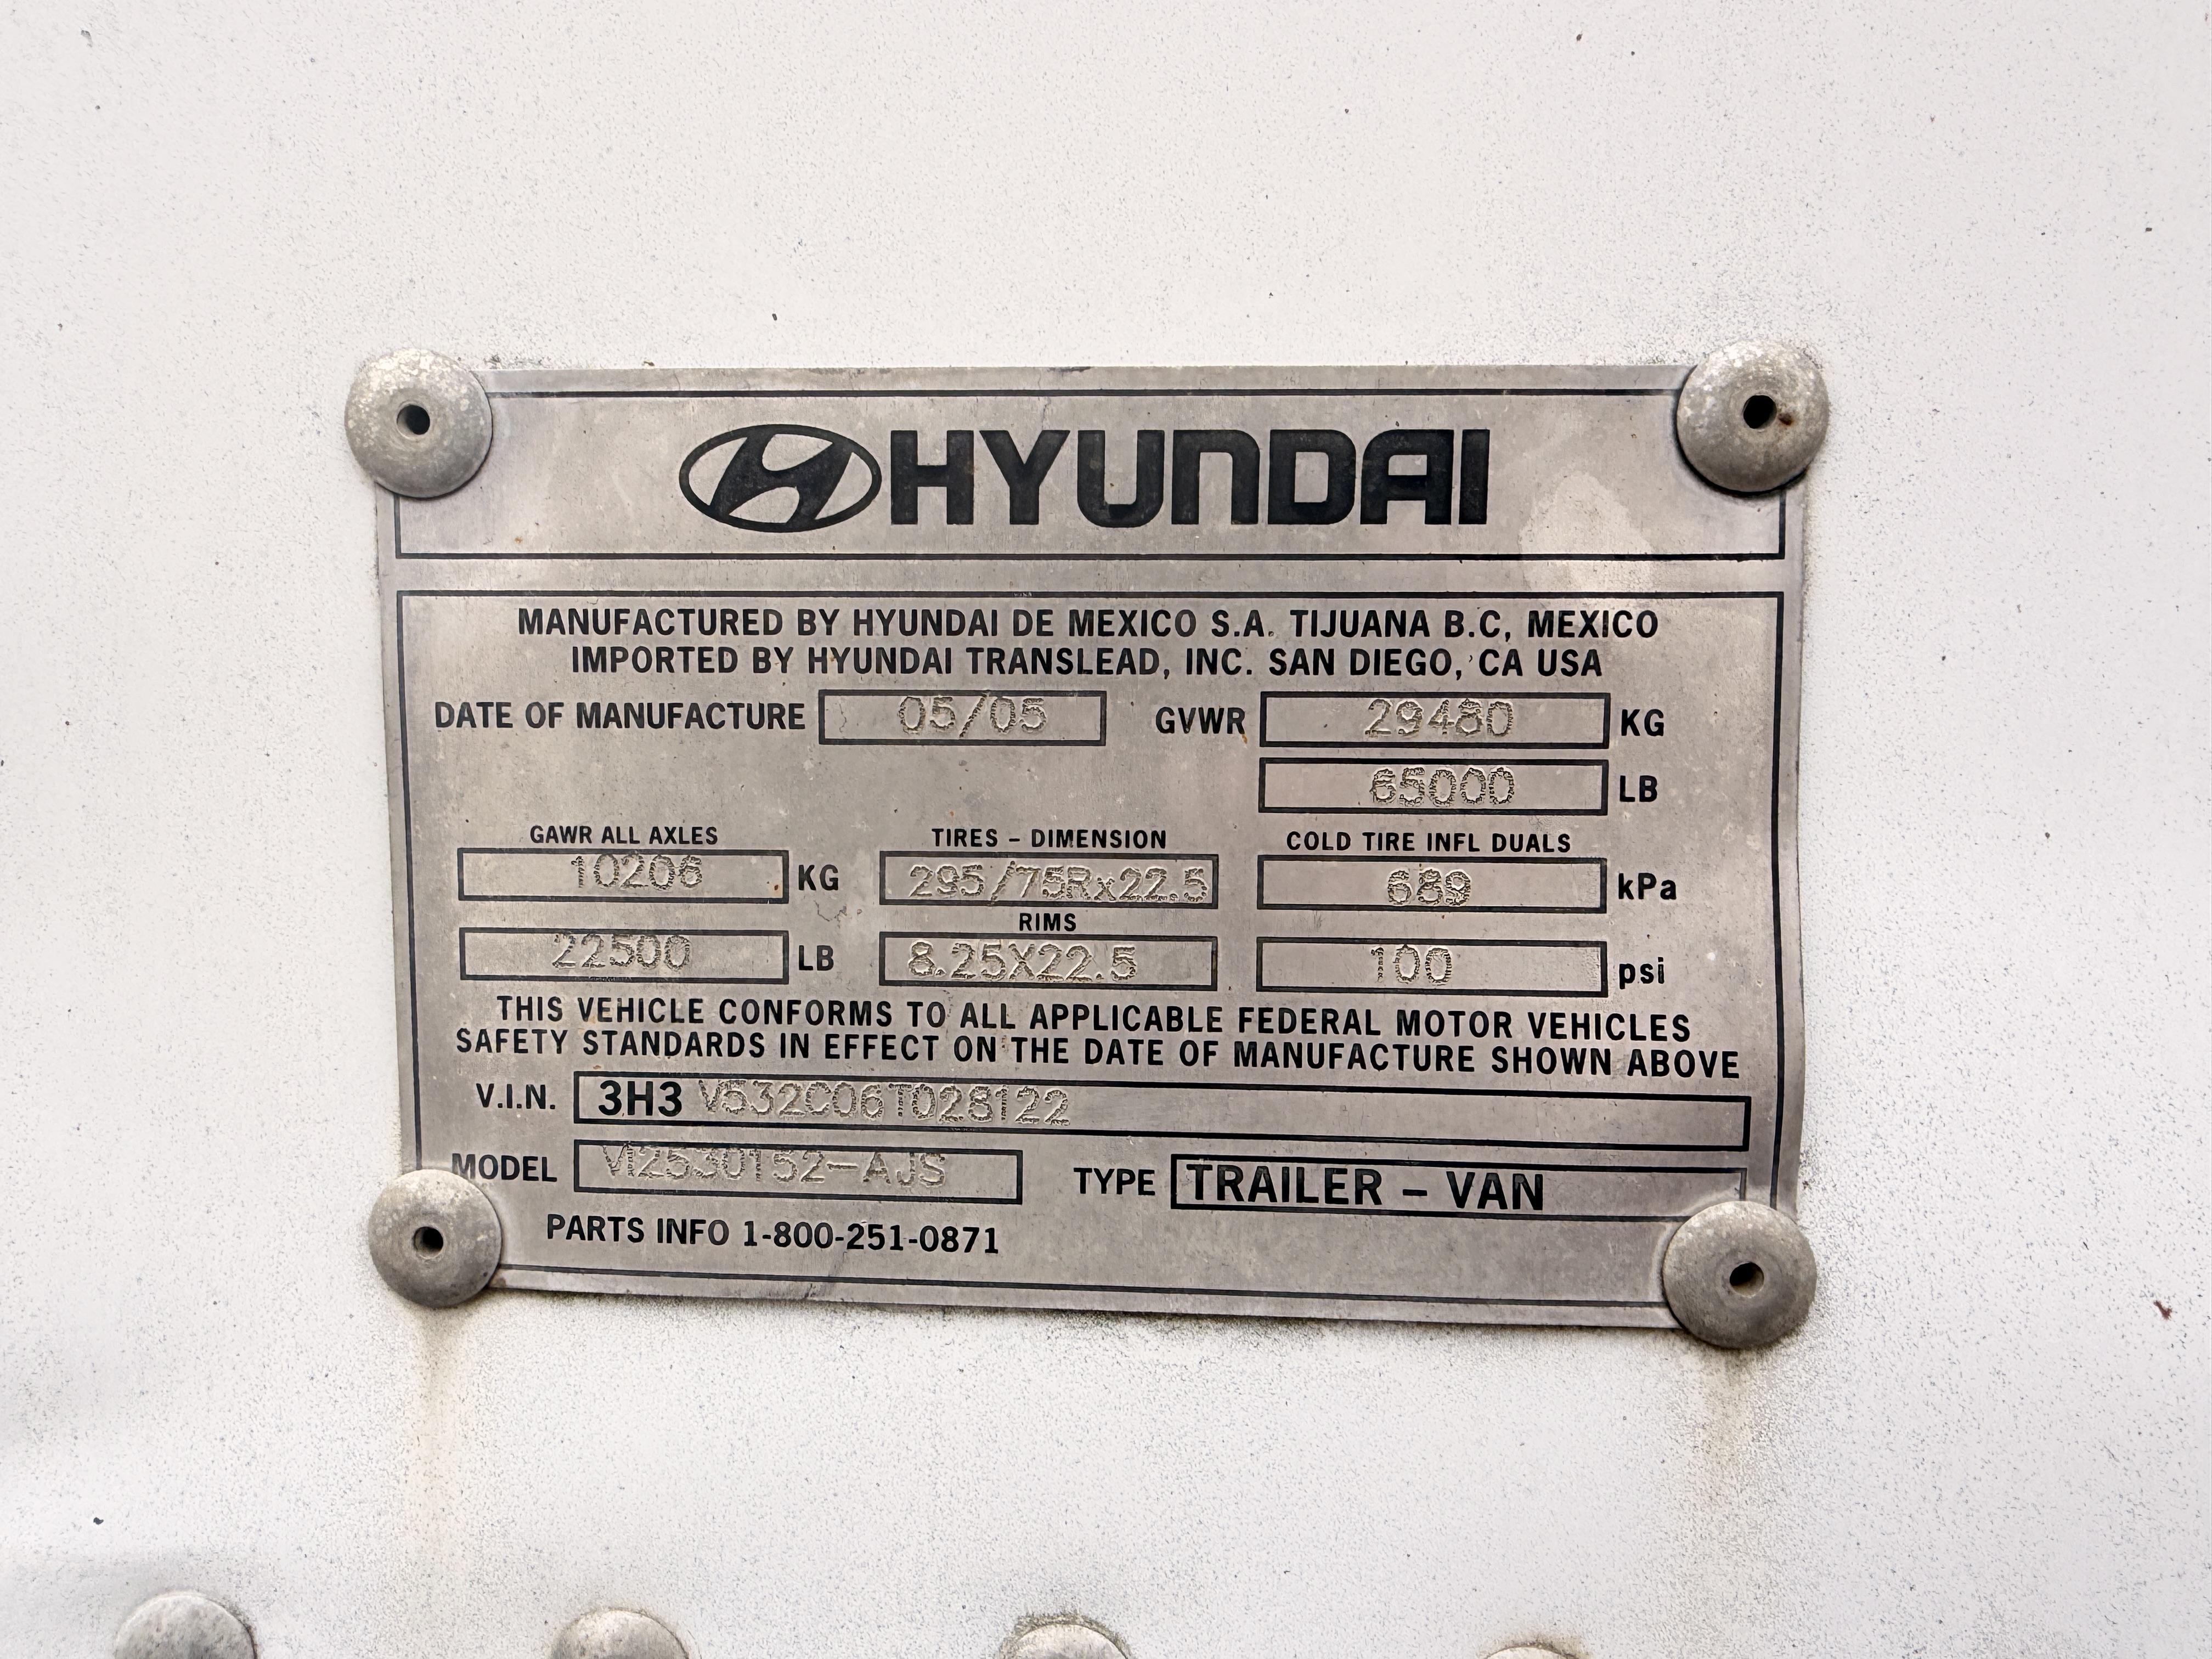 HYUNDAI
MANUFACTURED BY HYUNDAI DE MEXICO S.A. TIJUANA B.C, MEXICO
IMPORTED BY HYUNDAI TRANSLEAD, INC. SAN DIEGO, CA USA
DATE OF MANUFACTURE 05/05 GVWR 29480 KG
65000 LB
GAWR ALL AXLES TIRES – DIMENSION COLD TIRE INFL DUALS
10206 KG 295/75Rx22.5 689 kPa
RIMS
22500 LB 8.25X22.5 100 psi
THIS VEHICLE CONFORMS TO ALL APPLICABLE FEDERAL MOTOR VEHICLES
SAFETY STANDARDS IN EFFECT ON THE DATE OF MANUFACTURE SHOWN ABOVE
V.I.N. 3H3 V532C06T028122
MODEL VI2530152-AJS TYPE TRAILER – VAN
PARTS INFO 1-800-251-0871